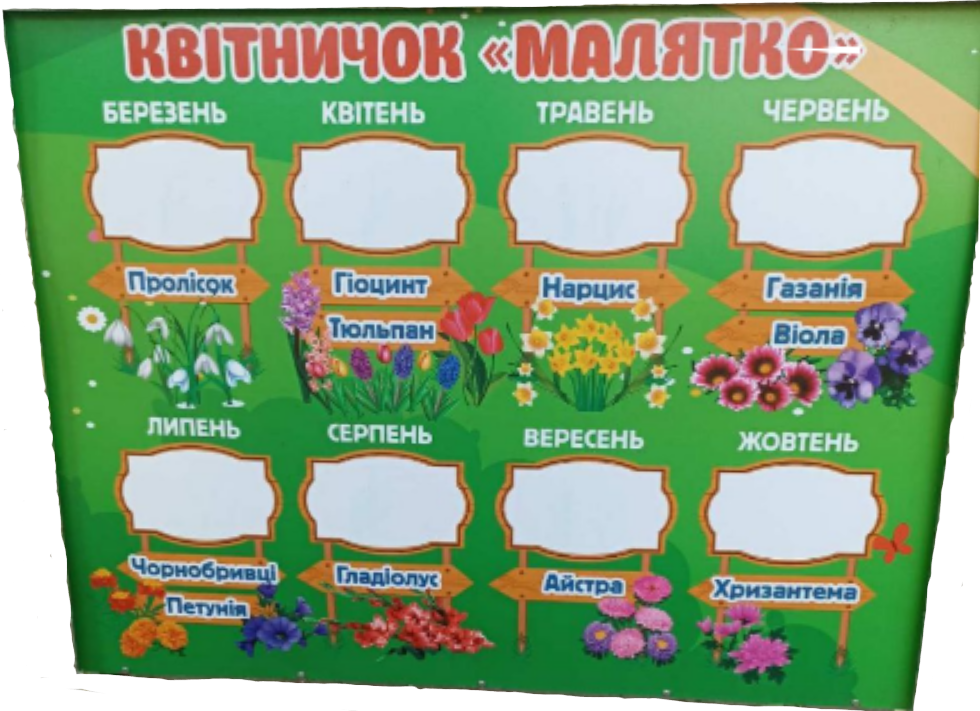 КВІТНИЧОК «МАЛЯТКО»
БЕРЕЗЕНЬ
КВІТЕНЬ
ТРАВЕНЬ
ЧЕРВЕНЬ
Пролісок
Гіоцинт
Тюльпан
Нарцис
Газанія
Віола
ЛИПЕНЬ
СЕРПЕНЬ
ВЕРЕСЕНЬ
ЖОВТЕНЬ
Чорнобривці
Петунія
Гладіолус
Айстра
Хризантема